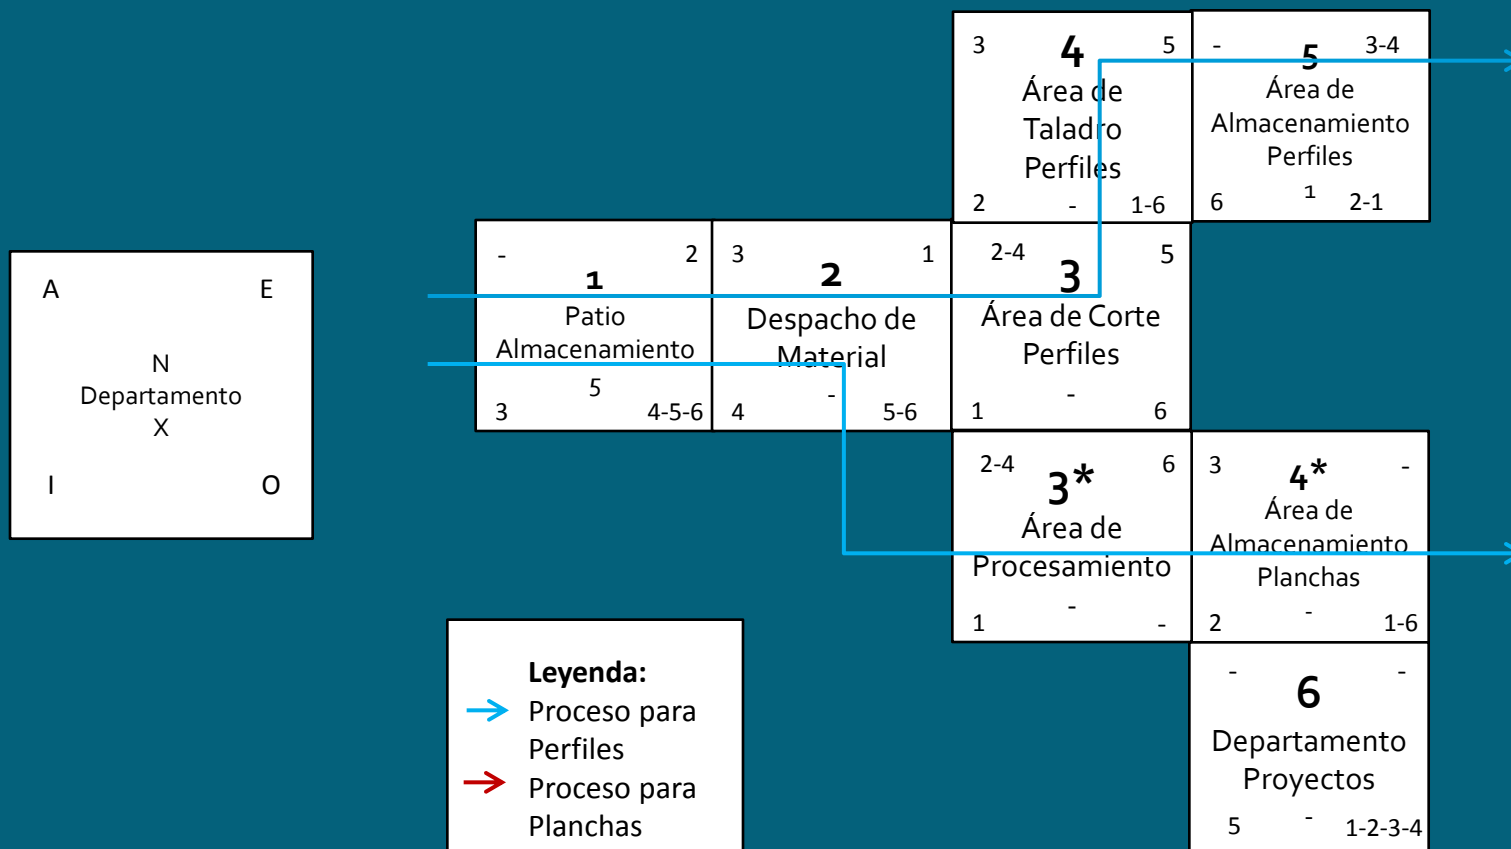 A E
N
Departamento
X
I O
3 4 5
Área de
Taladro
Perfiles
2 - 1-6
- 5 3-4
Área de
Almacenamiento
Perfiles
6 1 2-1
- 2
1
Patio
Almacenamiento
5
3 4-5-6
3 2 1
Despacho de
Material
-
4 5-6
2-4 3 5
Área de Corte
Perfiles
-
1 6
2-4 3* 6
Área de
Procesamiento
-
1 -
3 4* -
Área de
Almacenamiento
Planchas
-
2 1-6
- 6 -
Departamento
Proyectos
5 - 1-2-3-4
Leyenda:
Proceso para
Perfiles
Proceso para
Planchas